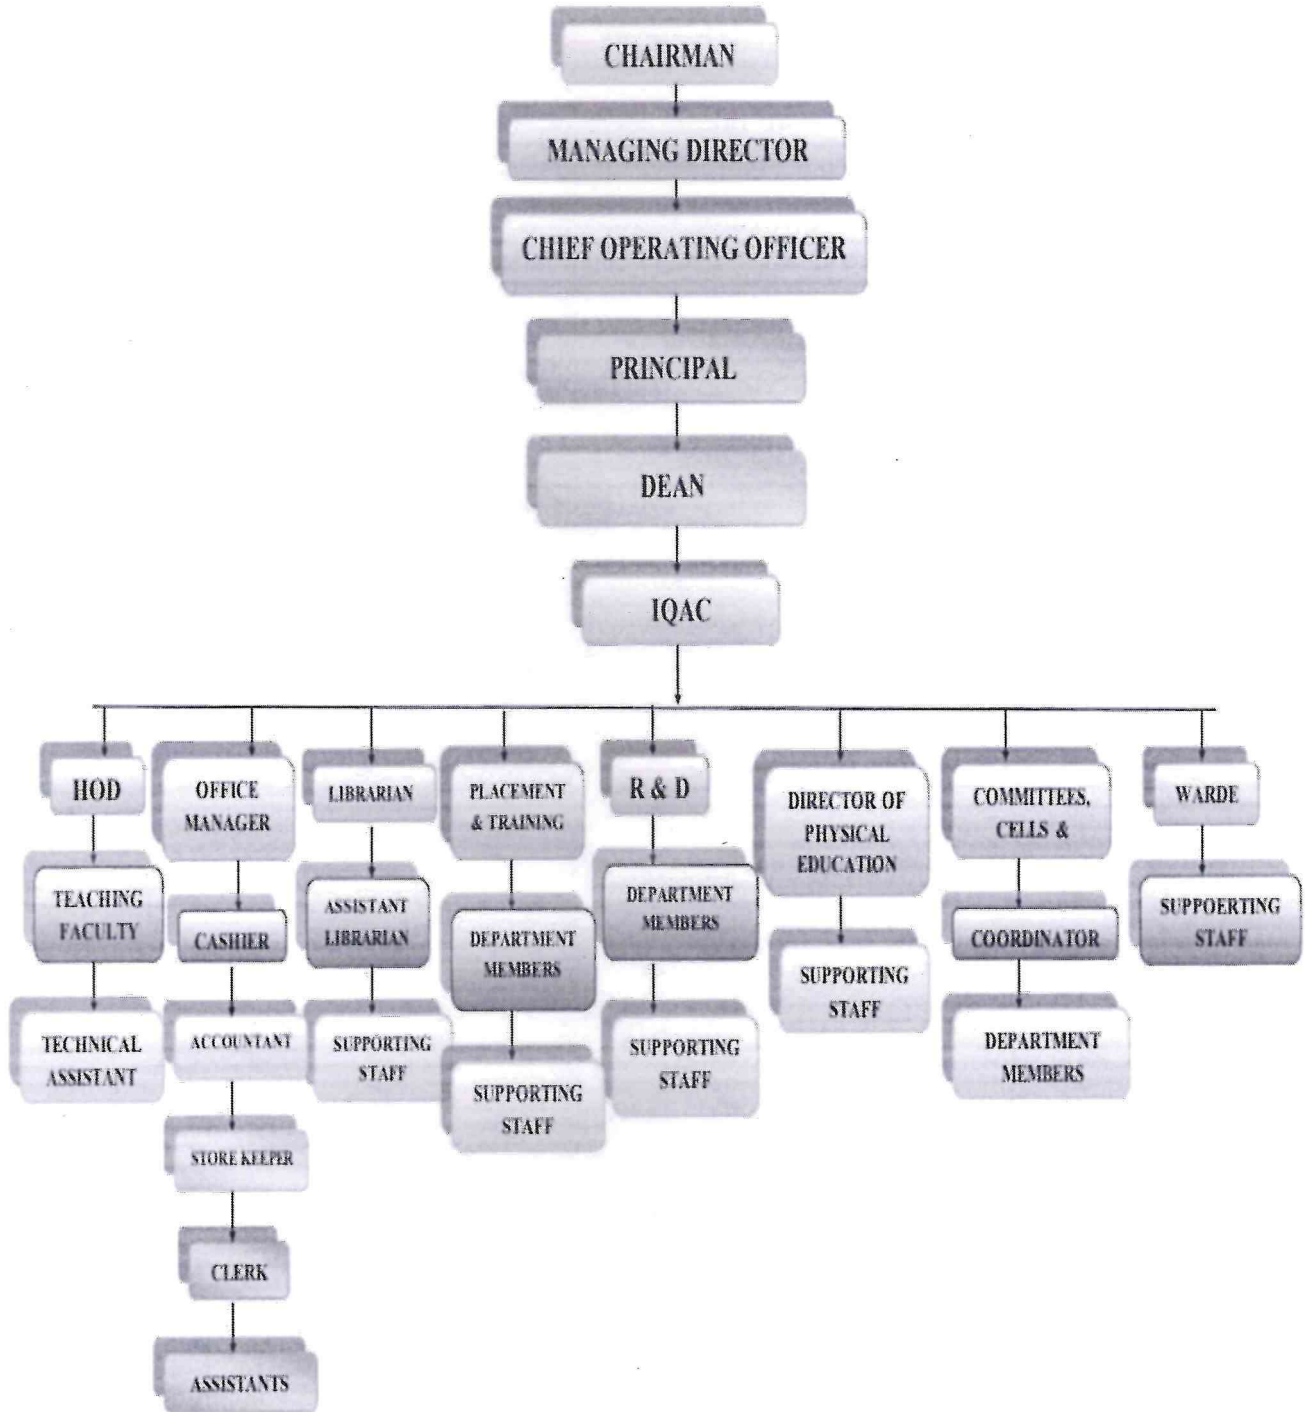 CHAIRMAN
MANAGING DIRECTOR
CHIEF OPERATING OFFICER
PRINCIPAL
DEAN
IQAC
HOD
TEACHING
FACULTY
TECHNICAL
ASSISTANT
OFFICE
MANAGER
CASHIER
ACCOUNTANT
STORE KEEPER
CLERK
ASSISTANTS
LIBRARIAN
ASSISTANT
LIBRARIAN
SUPPORTING
STAFF
PLACEMENT
& TRAINING
DEPARTMENT
MEMBERS
SUPPORTING
STAFF
R & D
DEPARTMENT
MEMBERS
SUPPORTING
STAFF
DIRECTOR OF
PHYSICAL
EDUCATION
SUPPORTING
STAFF
COMMITTEES,
CELLS &
COORDINATOR
DEPARTMENT
MEMBERS
WARDE
SUPPOERTING
STAFF